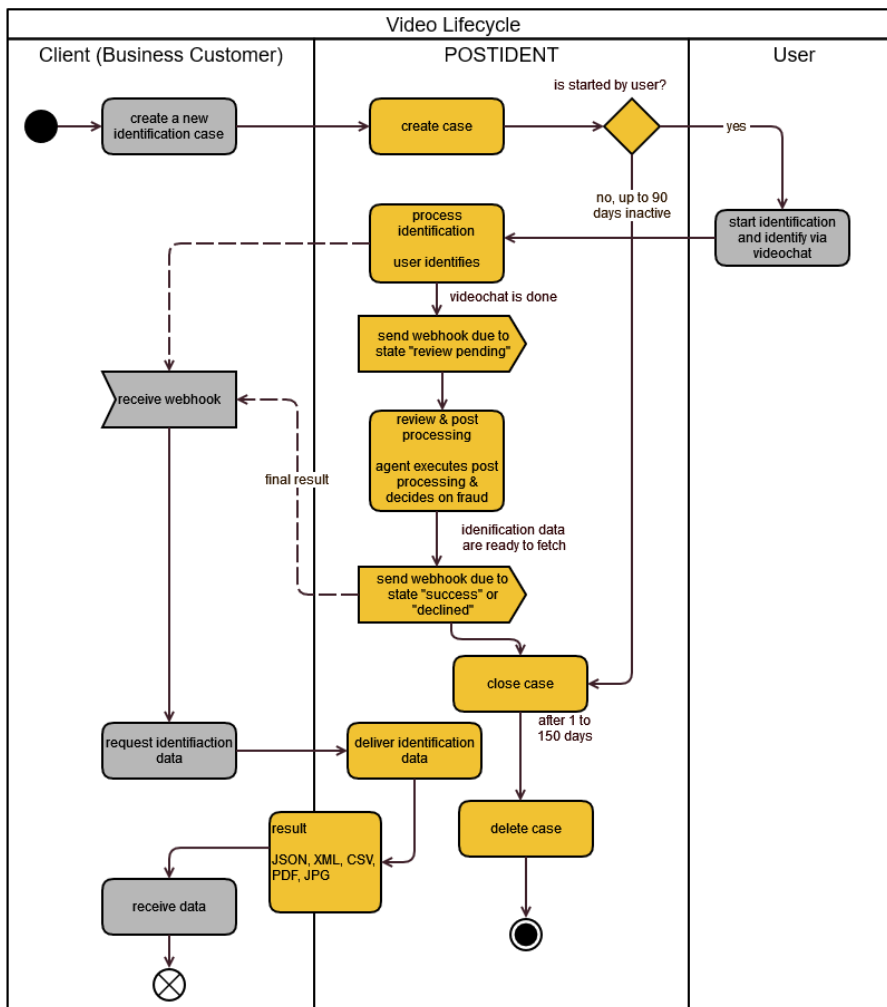 Video Lifecycle
Client (Business Customer)
POSTIDENT
User
is started by user?
create a new
identification case
create case
yes
no, up to 90
days inactive
process
identification
user identifies
start identification
and identify via
videochat
videochat is done
send webhook due to
state "review pending"
receive webhook
review & post
processing
agent executes post
processing &
decides on fraud
final result
idenification data
are ready to fetch
send webhook due to
state "success" or
"declined"
close case
after 1 to
150 days
request identifiaction
data
deliver identification
data
delete case
result
JSON, XML, CSV,
PDF, JPG
receive data